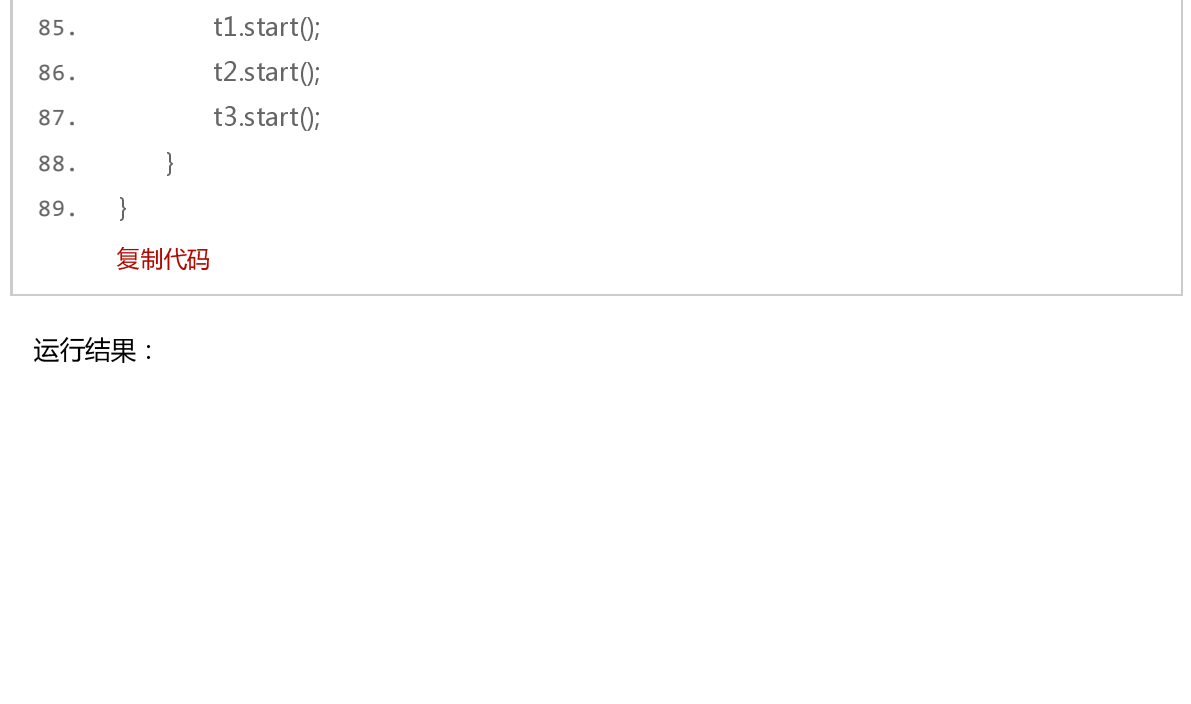 85.            t1.start();
86.            t2.start();
87.            t3.start();
88.        }
89.    }
复制代码
运行结果：